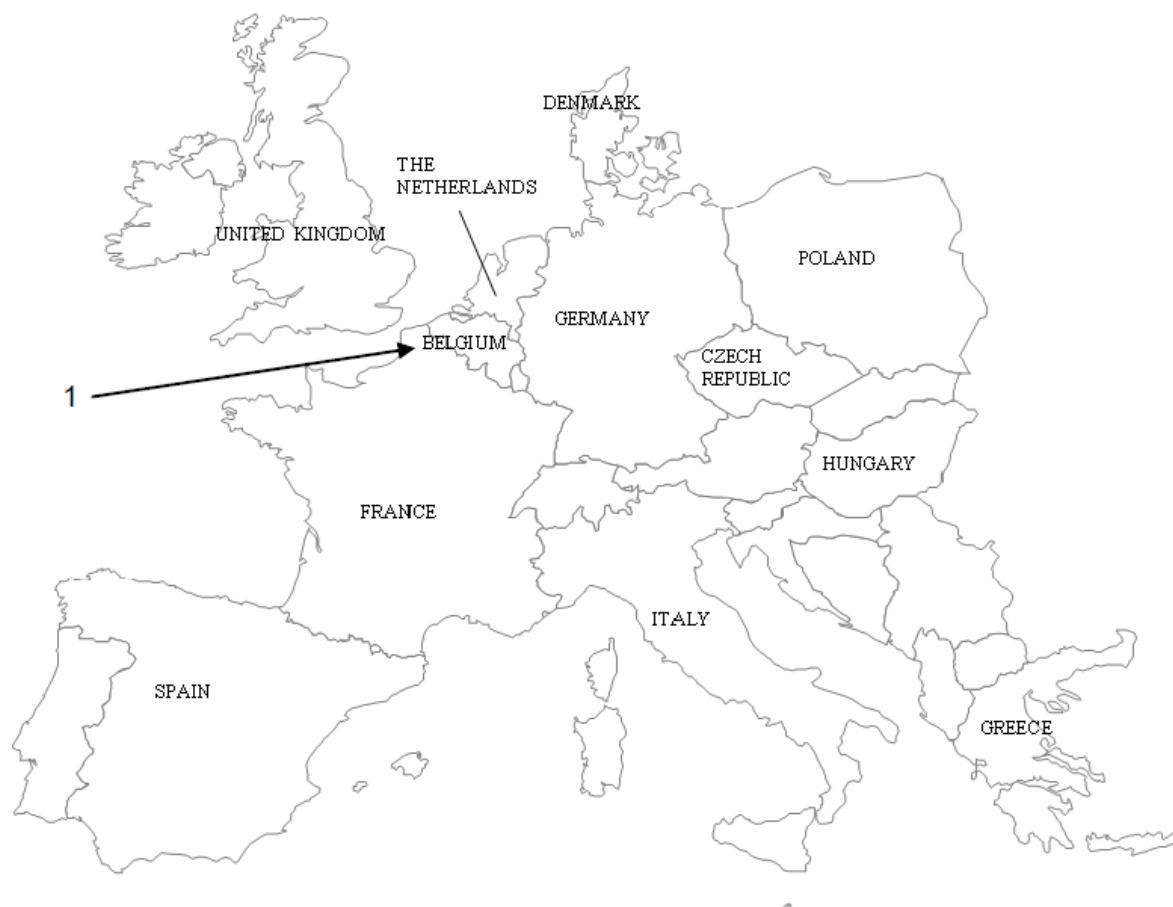 DENMARK
THE
NETHERLANDS
UNITED KINGDOM
POLAND
GERMANY
BELGIUM
CZECH
REPUBLIC
1
HUNGARY
FRANCE
ITALY
SPAIN
GREECE